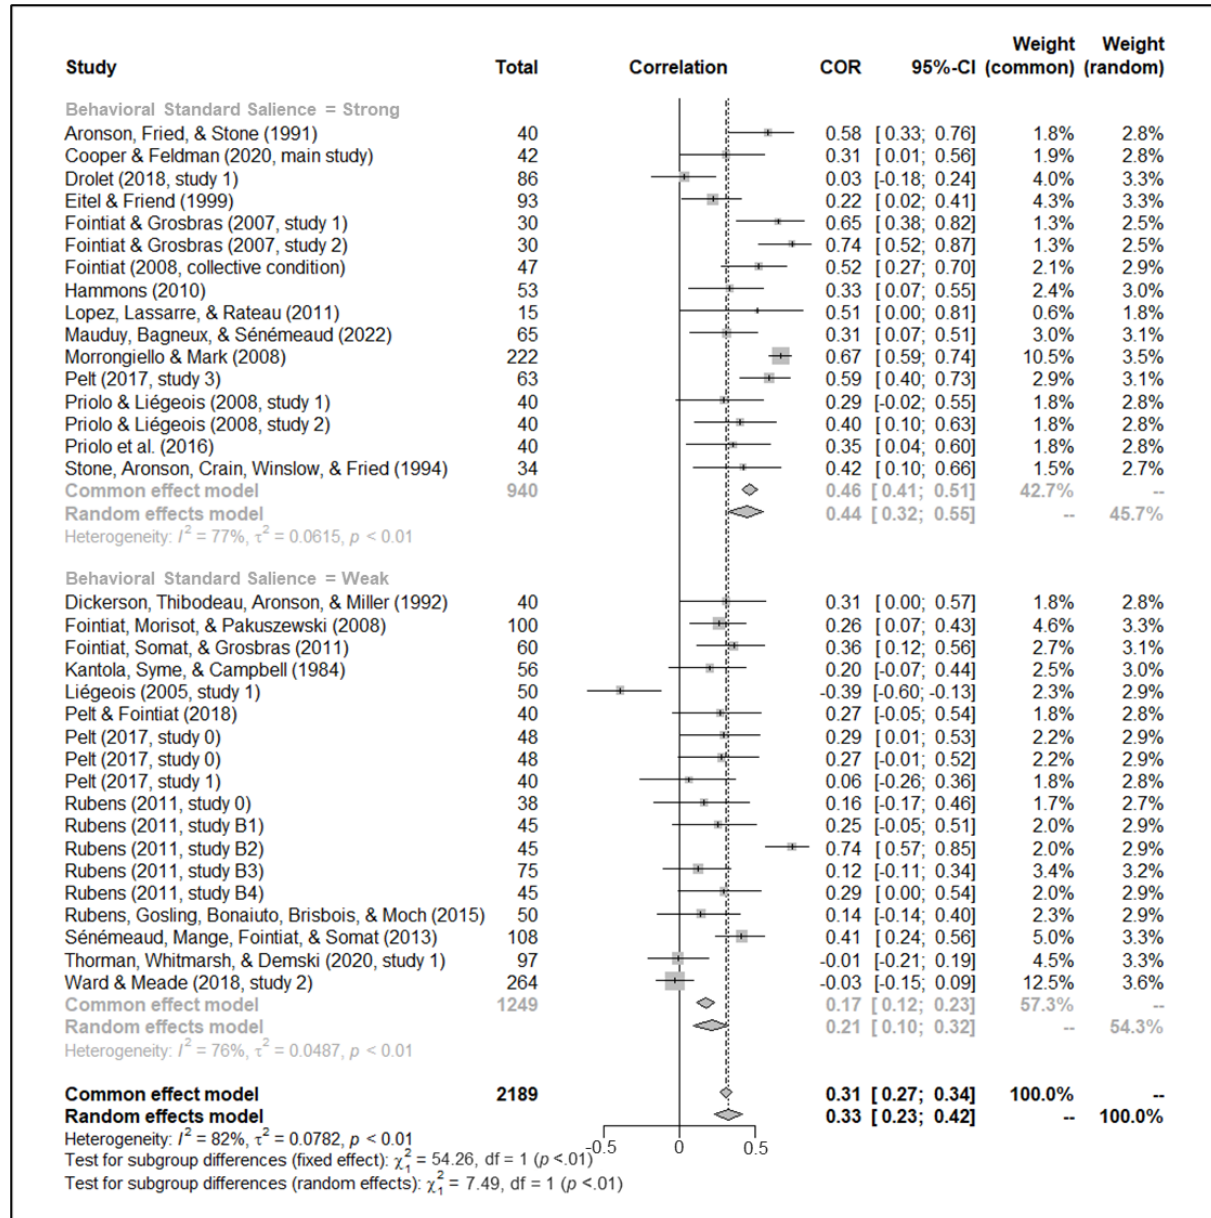 Weight Weight
Study Total Correlation COR 95%-CI (common) (random)
Behavioral Standard Salience = Strong
Aronson, Fried, & Stone (1991) 40 0.58 [ 0.33; 0.76] 1.8% 2.8%
Cooper & Feldman (2020, main study) 42 0.31 [ 0.01; 0.56] 1.9% 2.8%
Drolet (2018, study 1) 86 0.03 [-0.18; 0.24] 4.0% 3.3%
Eitel & Friend (1999) 93 0.22 [ 0.02; 0.41] 4.3% 3.3%
Fointiat & Grosbras (2007, study 1) 30 0.65 [ 0.38; 0.82] 1.3% 2.5%
Fointiat & Grosbras (2007, study 2) 30 0.74 [ 0.52; 0.87] 1.3% 2.5%
Fointiat (2008, collective condition) 47 0.52 [ 0.27; 0.70] 2.1% 2.9%
Hammons (2010) 53 0.33 [ 0.07; 0.55] 2.4% 3.0%
Lopez, Lassarre, & Rateau (2011) 15 0.51 [ 0.00; 0.81] 0.6% 1.8%
Mauduy, Bagneux, & Sénémeaud (2022) 65 0.31 [ 0.07; 0.51] 3.0% 3.1%
Morrongiello & Mark (2008) 222 0.67 [ 0.59; 0.74] 10.5% 3.5%
Pelt (2017, study 3) 63 0.59 [ 0.40; 0.73] 2.9% 3.1%
Priolo & Liégeois (2008, study 1) 40 0.29 [-0.02; 0.55] 1.8% 2.8%
Priolo & Liégeois (2008, study 2) 40 0.40 [ 0.10; 0.63] 1.8% 2.8%
Priolo et al. (2016) 40 0.35 [ 0.04; 0.60] 1.8% 2.8%
Stone, Aronson, Crain, Winslow, & Fried (1994) 34 0.42 [ 0.10; 0.66] 1.5% 2.7%
Common effect model 940 0.46 [ 0.41; 0.51] 42.7% --
Random effects model 0.44 [ 0.32; 0.55] -- 45.7%
Heterogeneity: I² = 77%, τ² = 0.0615, p < 0.01
Behavioral Standard Salience = Weak
Dickerson, Thibodeau, Aronson, & Miller (1992) 40 0.31 [ 0.00; 0.57] 1.8% 2.8%
Fointiat, Morisot, & Pakuszewski (2008) 100 0.26 [ 0.07; 0.43] 4.6% 3.3%
Fointiat, Somat, & Grosbras (2011) 60 0.36 [ 0.12; 0.56] 2.7% 3.1%
Kantola, Syme, & Campbell (1984) 56 0.20 [-0.07; 0.44] 2.5% 3.0%
Liégeois (2005, study 1) 50 -0.39 [-0.60; -0.13] 2.3% 2.9%
Pelt & Fointiat (2018) 40 0.27 [-0.05; 0.54] 1.8% 2.8%
Pelt (2017, study 0) 48 0.29 [ 0.01; 0.53] 2.2% 2.9%
Pelt (2017, study 0) 48 0.27 [-0.01; 0.52] 2.2% 2.9%
Pelt (2017, study 1) 40 0.06 [-0.26; 0.36] 1.8% 2.8%
Rubens (2011, study 0) 38 0.16 [-0.17; 0.46] 1.7% 2.7%
Rubens (2011, study B1) 45 0.25 [-0.05; 0.51] 2.0% 2.9%
Rubens (2011, study B2) 45 0.74 [ 0.57; 0.85] 2.0% 2.9%
Rubens (2011, study B3) 75 0.12 [-0.11; 0.34] 3.4% 3.2%
Rubens (2011, study B4) 45 0.29 [ 0.00; 0.54] 2.0% 2.9%
Rubens, Gosling, Bonaiuto, Brisbois, & Moch (2015) 50 0.14 [-0.14; 0.40] 2.3% 2.9%
Sénémeaud, Mange, Fointiat, & Somat (2013) 108 0.41 [ 0.24; 0.56] 5.0% 3.3%
Thorman, Whitmarsh, & Demski (2020, study 1) 97 -0.01 [-0.21; 0.19] 4.5% 3.3%
Ward & Meade (2018, study 2) 264 -0.03 [-0.15; 0.09] 12.5% 3.6%
Common effect model 1249 0.17 [ 0.12; 0.23] 57.3% --
Random effects model 0.21 [ 0.10; 0.32] -- 54.3%
Heterogeneity: I² = 76%, τ² = 0.0487, p < 0.01
Common effect model 2189 0.31 [ 0.27; 0.34] 100.0% --
Random effects model 0.33 [ 0.23; 0.42] -- 100.0%
Heterogeneity: I² = 82%, τ² = 0.0782, p < 0.01
-0.5 0 0.5
Test for subgroup differences (fixed effect): χ²₁ = 54.26, df = 1 (p <.01)
Test for subgroup differences (random effects): χ²₁ = 7.49, df = 1 (p <.01)